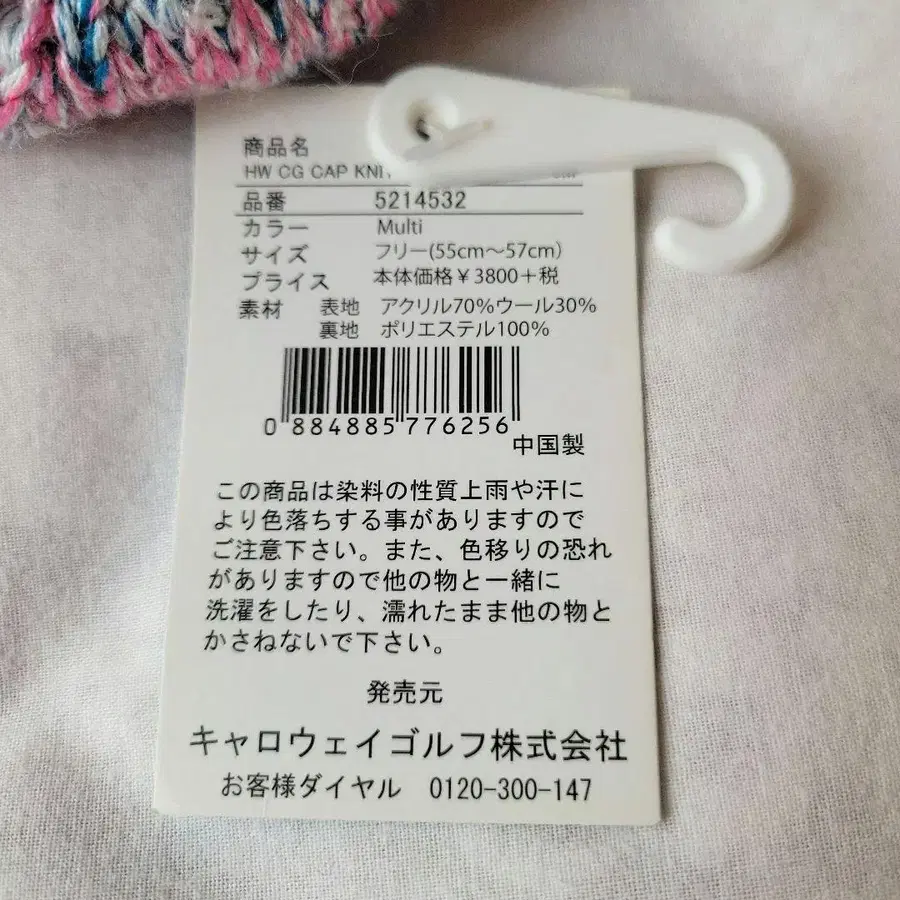 商品名
HW CG CAP
品番 5214532
カラー Multi
サイズ フリー(55cm～57cm)
プライス 本体価格￥3800＋税
素材 表地 アクリル70%ウール30%
裏地 ポリエステル100%
0 884885 776256
中国製
この商品は染料の性質上雨や汗に
より色落ちする事がありますので
ご注意下さい。また、色移りの恐れ
がありますので他の物と一緒に
洗濯をしたり、濡れたまま他の物と
かさねないで下さい。
発売元
キャロウェイゴルフ株式会社
お客様ダイヤル 0120-300-147